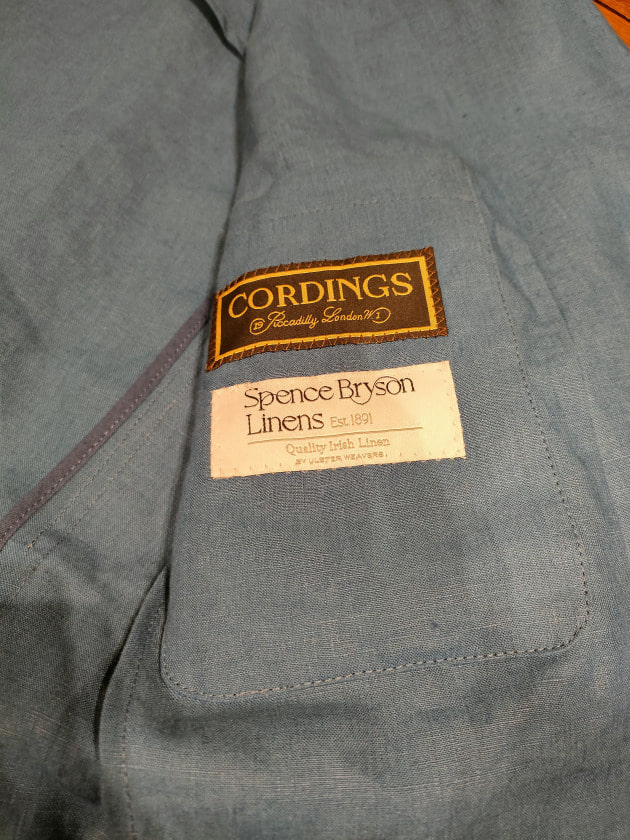 CORDINGS
19 Piccadilly London W1
Spence Bryson
Linens Est. 1891
Quality Irish Linen
BY ULSTER WEAVERS